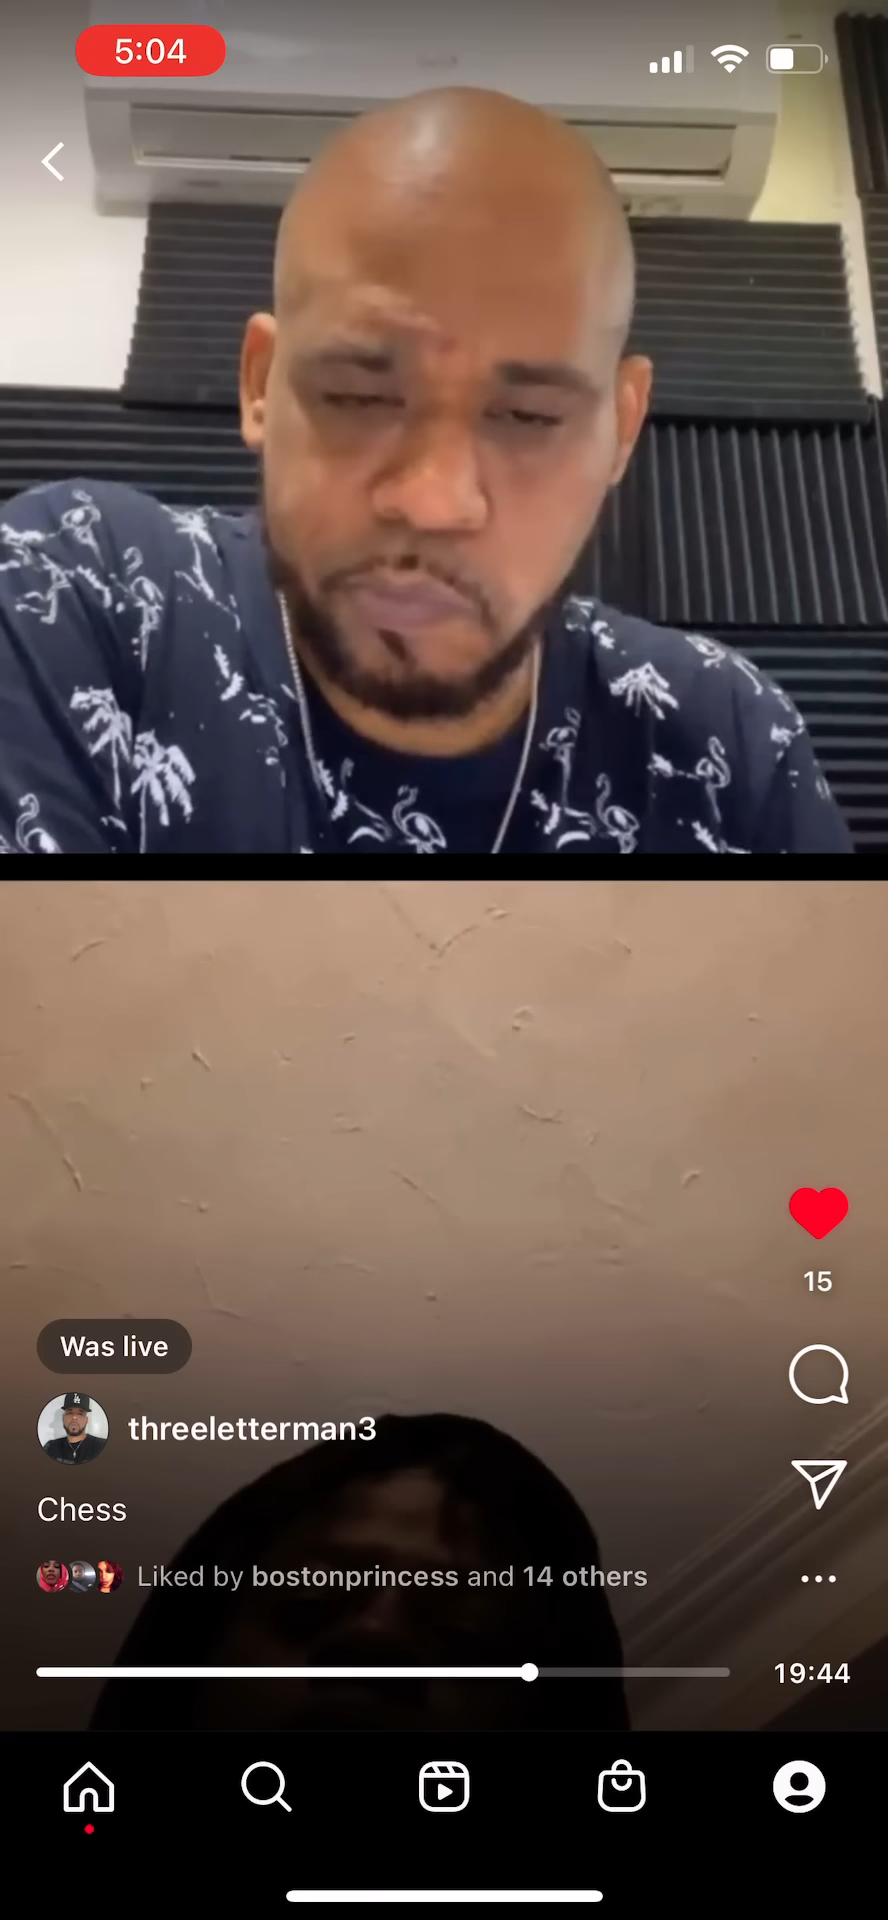 5:04
15
Was live
threeletterman3
Chess
Liked by bostonprincess and 14 others
19:44